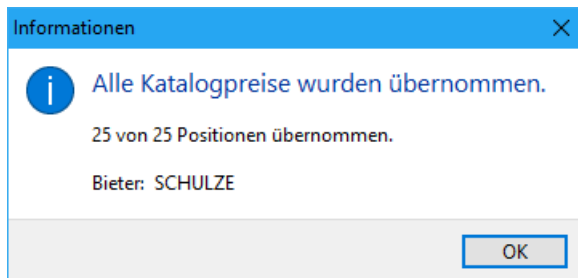 Informationen
Alle Katalogpreise wurden übernommen.
25 von 25 Positionen übernommen.
Bieter: SCHULZE
OK